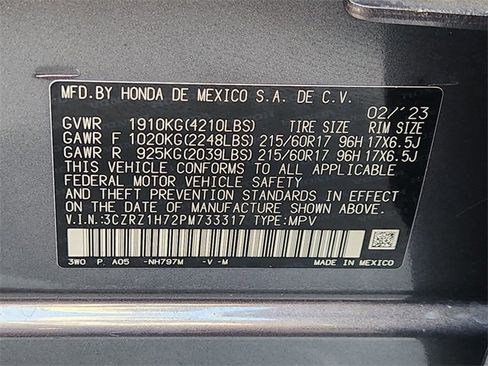 MFD.BY HONDA DE MEXICO S.A. DE C.V.
02/'23
GVWR 1910KG(4210LBS) TIRE SIZE RIM SIZE
GAWR F 1020KG(2248LBS) 215/60R17 96H 17X6.5J
GAWR R 925KG(2039LBS) 215/60R17 96H 17X6.5J
THIS VEHICLE CONFORMS TO ALL APPLICABLE
FEDERAL MOTOR VEHICLE SAFETY
AND THEFT PREVENTION STANDARDS IN EFFECT ON
THE DATE OF MANUFACTURE SHOWN ABOVE.
V.I.N.:3CZRZ1H72PM733317 TYPE:MPV
3W0 P. A05 -NH797M -V -M MADE IN MEXICO